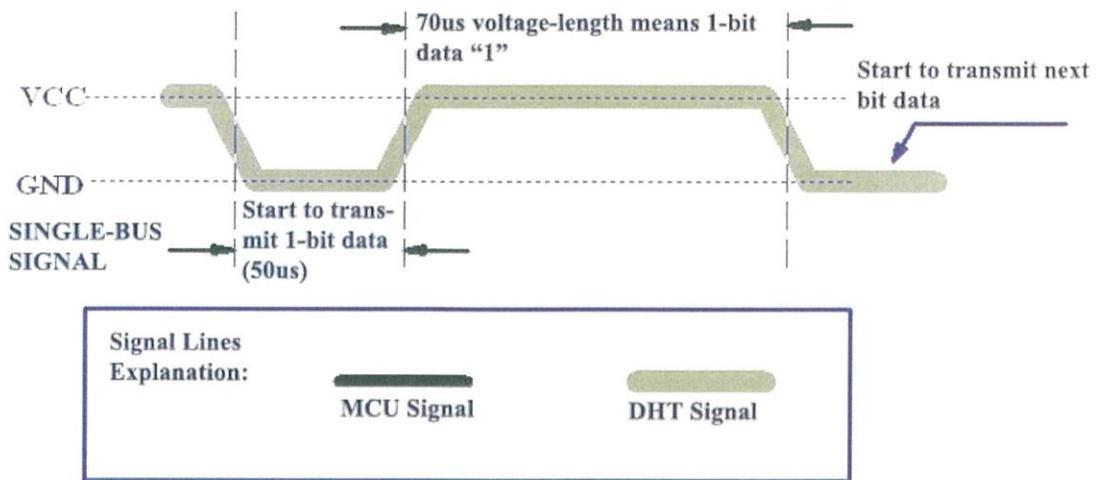 70us voltage-length means 1-bit
data “1”
Start to transmit next
bit data
VCC
GND
SINGLE-BUS
SIGNAL
Start to trans-
mit 1-bit data
(50us)
Signal Lines
Explanation:
MCU Signal
DHT Signal